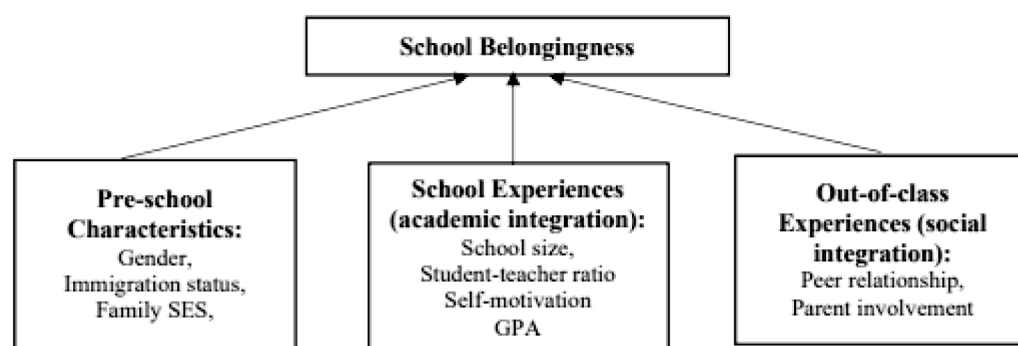 School Belongingness
Pre-school
Characteristics:
Gender,
Immigration status,
Family SES,
School Experiences
(academic integration):
School size,
Student-teacher ratio
Self-motivation
GPA
Out-of-class
Experiences (social
integration):
Peer relationship,
Parent involvement